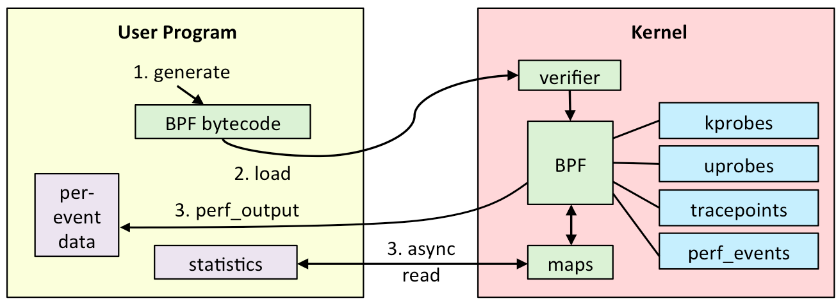 User Program
1. generate
BPF bytecode
2. load
per-
event
data
3. perf_output
statistics
3. async
read
Kernel
verifier
BPF
maps
kprobes
uprobes
tracepoints
perf_events